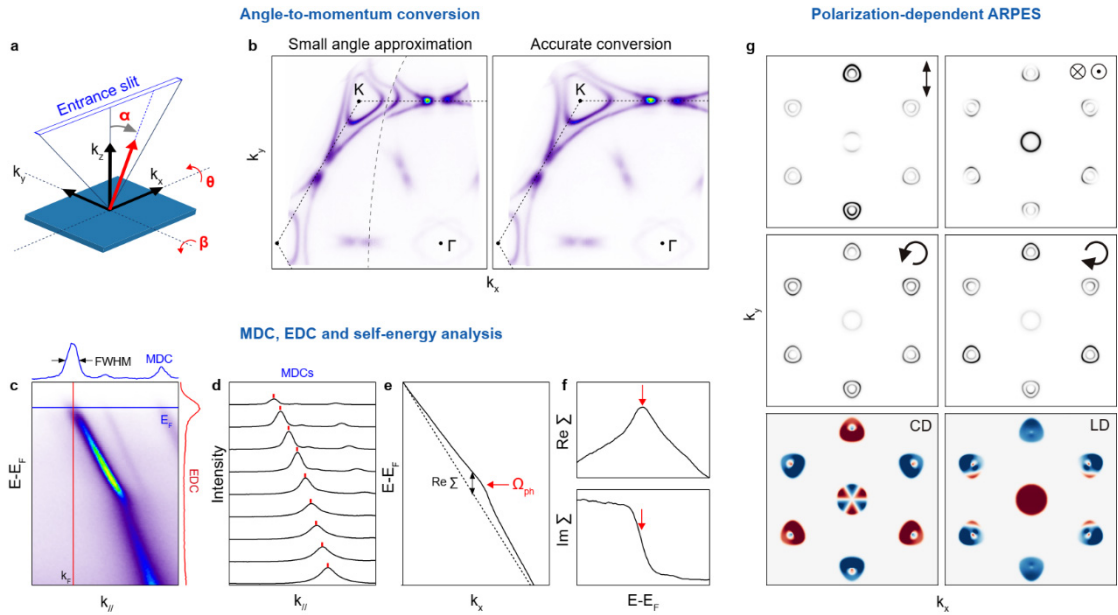 Angle-to-momentum conversion
Polarization-dependent ARPES
a
Entrance slit
α
k_z
k_y
k_x
θ
β
b
Small angle approximation
Accurate conversion
K
K
Γ
Γ
k_y
k_x
g
CD
LD
k_y
k_x
MDC, EDC and self-energy analysis
c
FWHM
MDC
E_F
EDC
k_F
E-E_F
k_//
d
MDCs
Intensity
k_//
e
E-E_F
Re Σ
Ω_ph
k_x
f
Re Σ
Im Σ
E-E_F